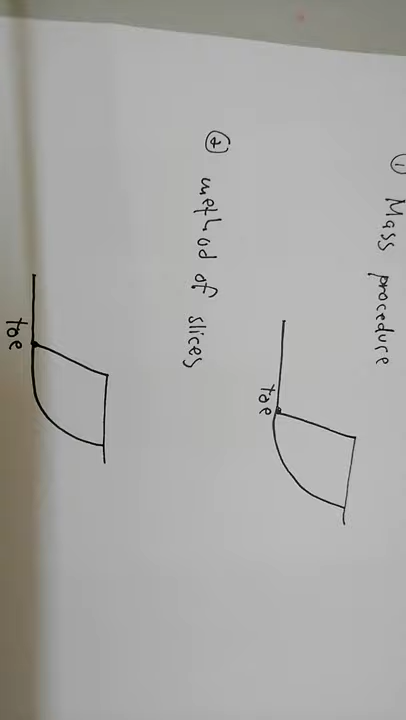 ① Mass procedure
toe
② method of slices
toe